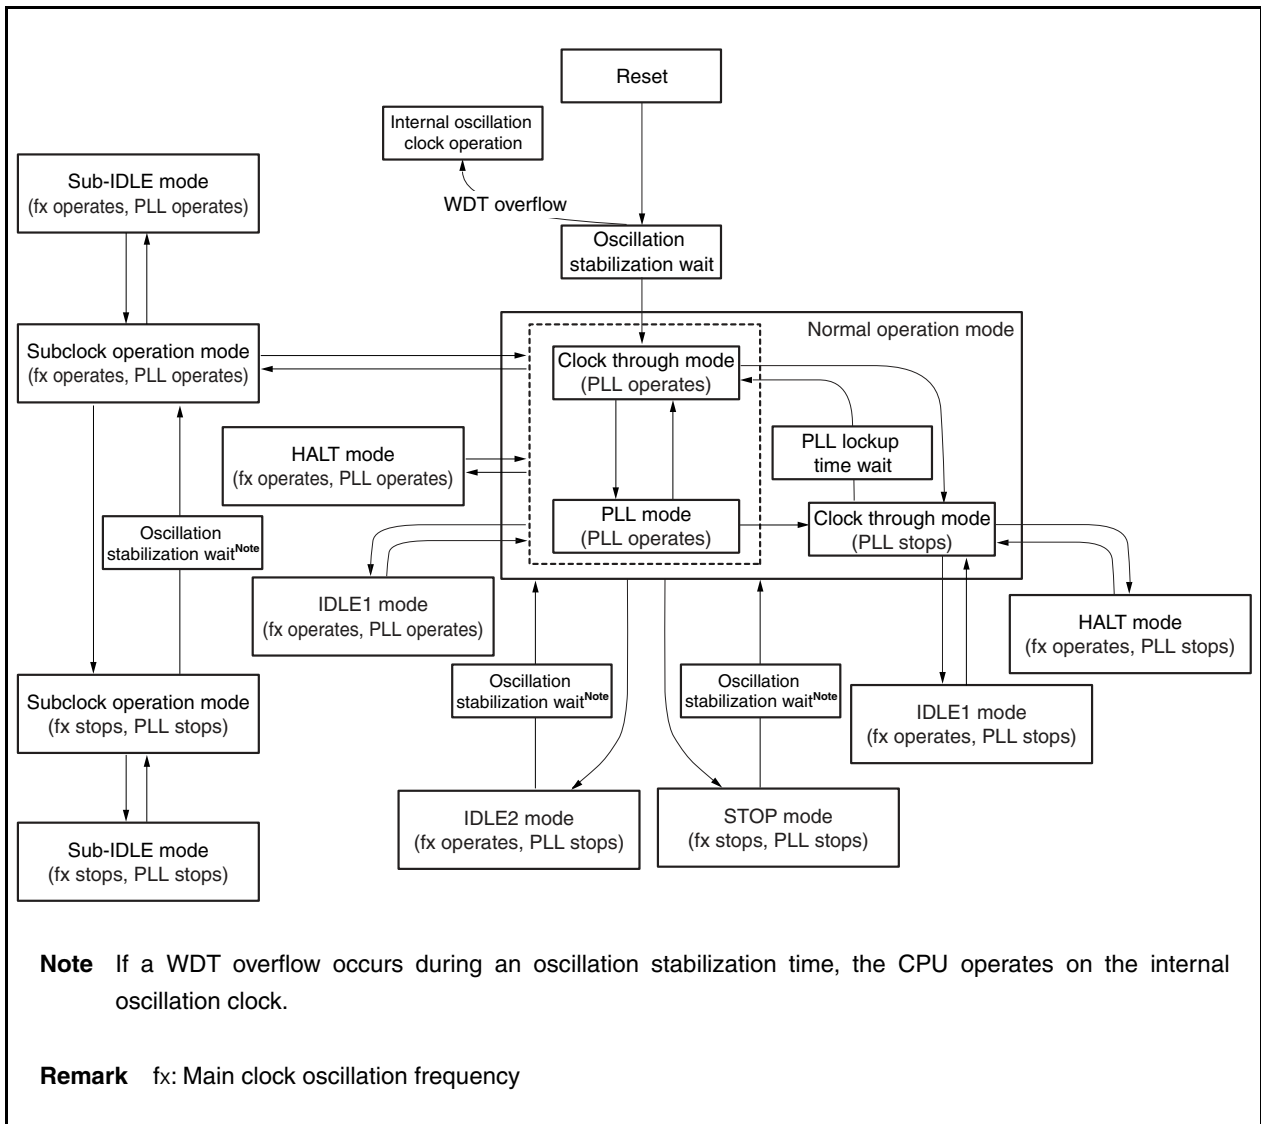 Reset
Internal oscillation
clock operation
WDT overflow
Sub-IDLE mode
(fx operates, PLL operates)
Oscillation
stabilization wait
Normal operation mode
Subclock operation mode
(fx operates, PLL operates)
Clock through mode
(PLL operates)
HALT mode
(fx operates, PLL operates)
PLL lockup
time wait
PLL mode
(PLL operates)
Clock through mode
(PLL stops)
Oscillation
stabilization waitNote
IDLE1 mode
(fx operates, PLL operates)
HALT mode
(fx operates, PLL stops)
Oscillation
stabilization waitNote
Oscillation
stabilization waitNote
Subclock operation mode
(fx stops, PLL stops)
IDLE1 mode
(fx operates, PLL stops)
IDLE2 mode
(fx operates, PLL stops)
STOP mode
(fx stops, PLL stops)
Sub-IDLE mode
(fx stops, PLL stops)
Note If a WDT overflow occurs during an oscillation stabilization time, the CPU operates on the internal
oscillation clock.
Remark fx: Main clock oscillation frequency